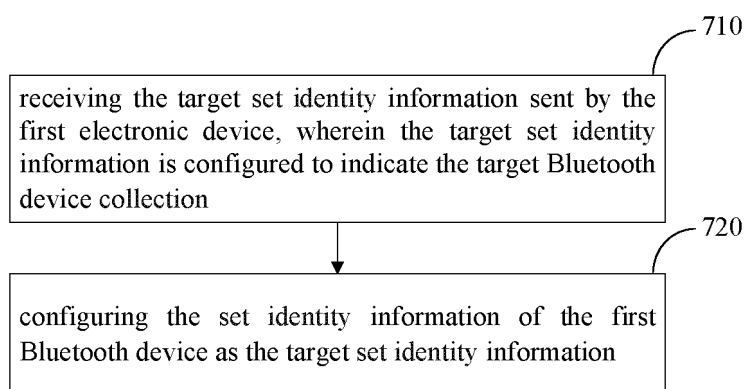 710
receiving the target set identity information sent by the
first electronic device, wherein the target set identity
information is configured to indicate the target Bluetooth
device collection
720
configuring the set identity information of the first
Bluetooth device as the target set identity information